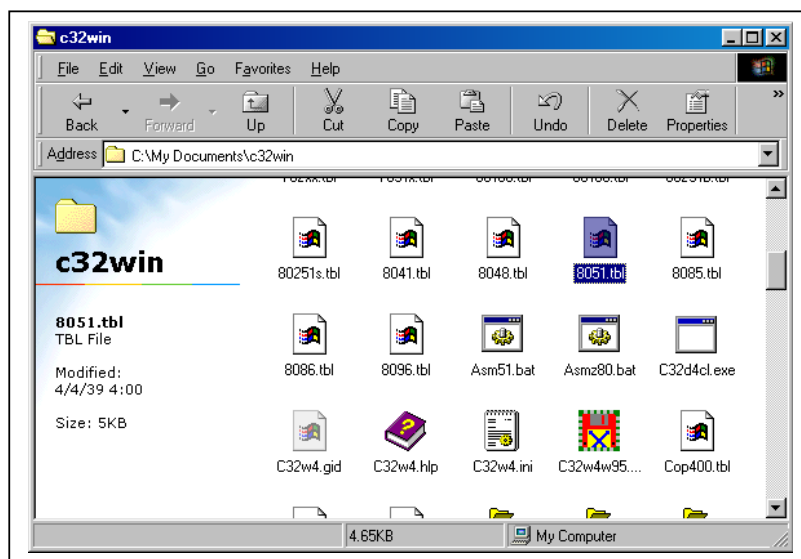 c32win
File Edit View Go Favorites Help
Back Forward Up Cut Copy Paste Undo Delete Properties »
Address C:\My Documents\c32win
c32win
8051.tbl
TBL File
Modified:
4/4/39 4:00
Size: 5KB
80251s.tbl 8041.tbl 8048.tbl 8051.tbl 8085.tbl
8086.tbl 8096.tbl Asm51.bat Asmz80.bat C32d4cl.exe
C32w4.gid C32w4.hlp C32w4.ini C32w4w95.... Cop400.tbl
4.65KB My Computer